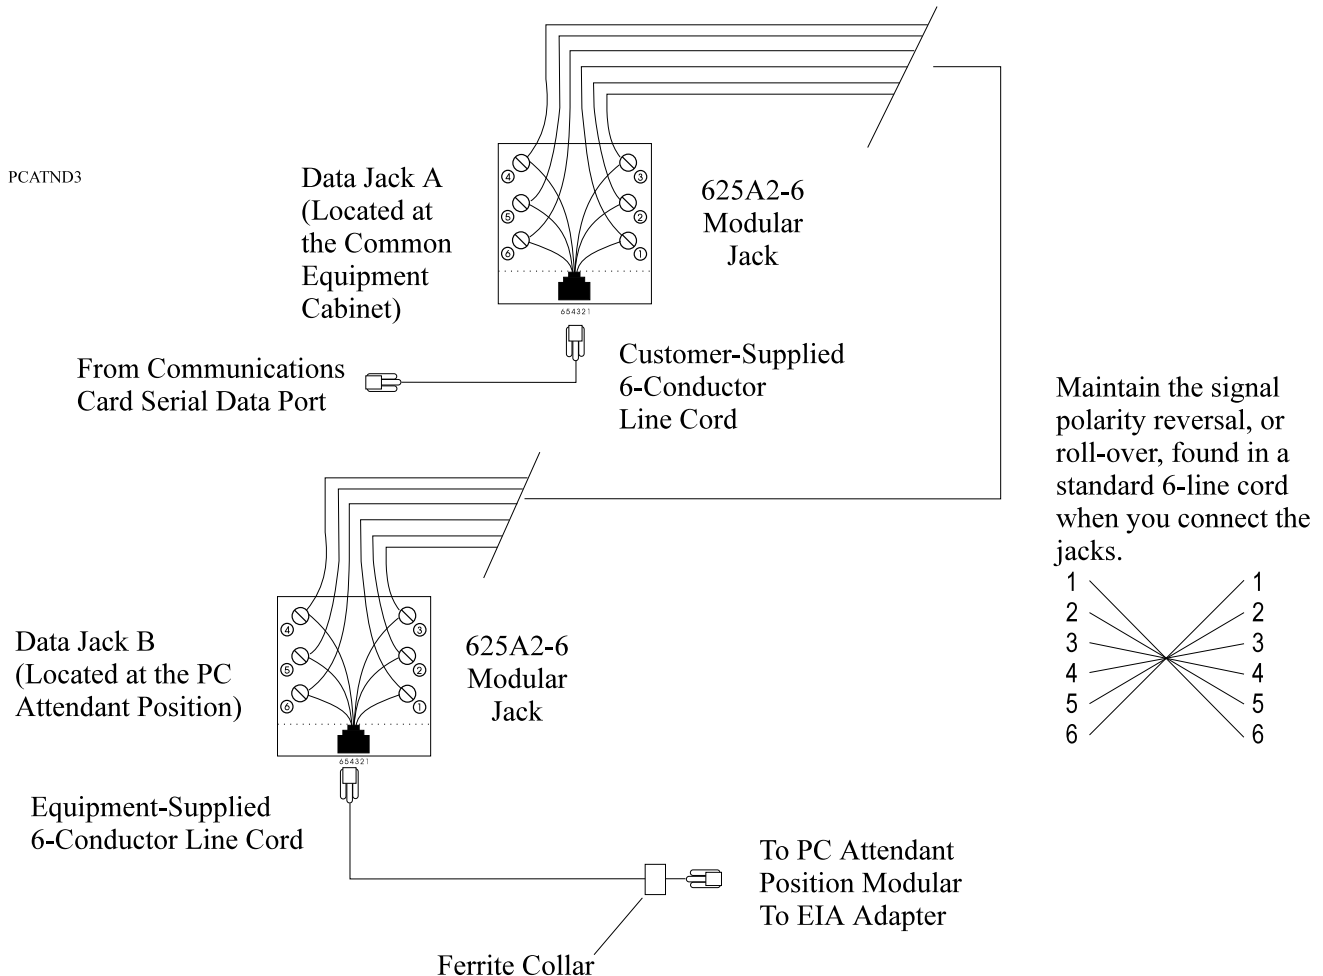 PCATND3
Data Jack A
(Located at
the Common
Equipment
Cabinet)
4
5
6
3
2
1
654321
625A2-6
Modular
Jack
From Communications
Card Serial Data Port
Customer-Supplied
6-Conductor
Line Cord
Maintain the signal
polarity reversal, or
roll-over, found in a
standard 6-line cord
when you connect the
jacks.
1 1
2 2
3 3
4 4
5 5
6 6
Data Jack B
(Located at the PC
Attendant Position)
4
5
6
3
2
1
654321
625A2-6
Modular
Jack
Equipment-Supplied
6-Conductor Line Cord
To PC Attendant
Position Modular
To EIA Adapter
Ferrite Collar